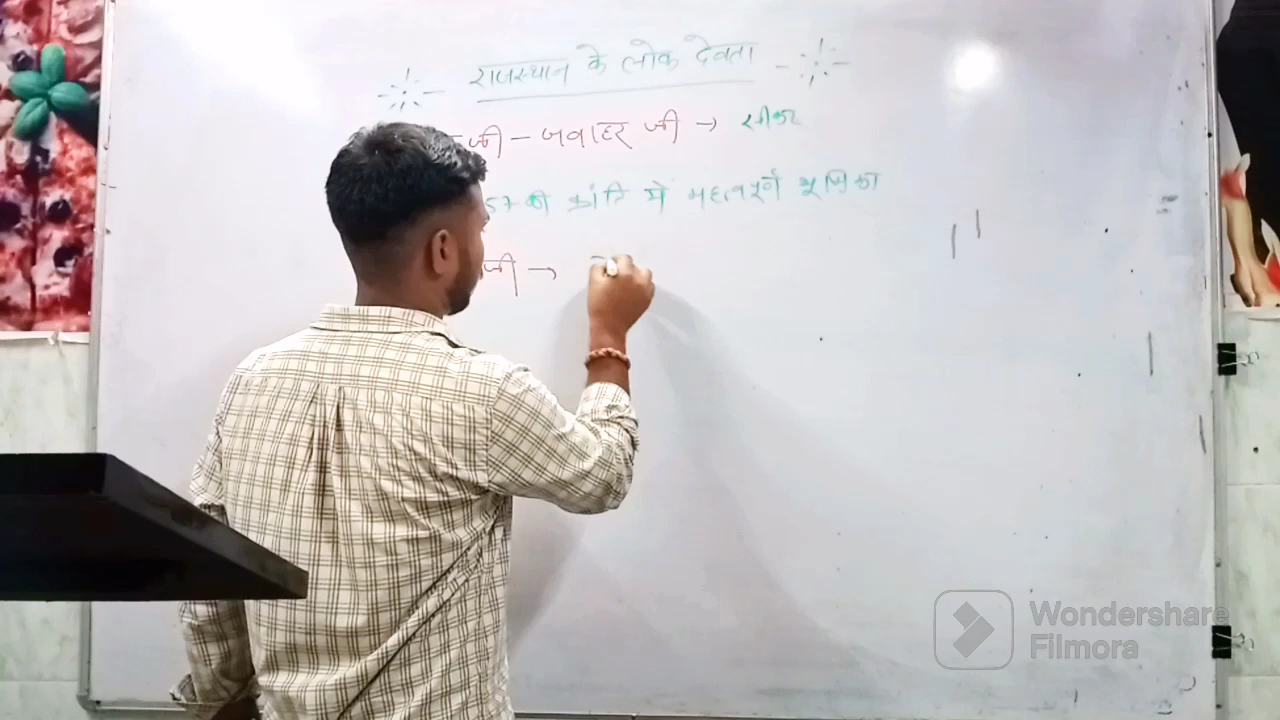 राजस्थान के लोक देवता
जी - जवाहर जी → सीकर
57 की क्रांति में महत्वपूर्ण भूमिका
जी →
Wondershare
Filmora